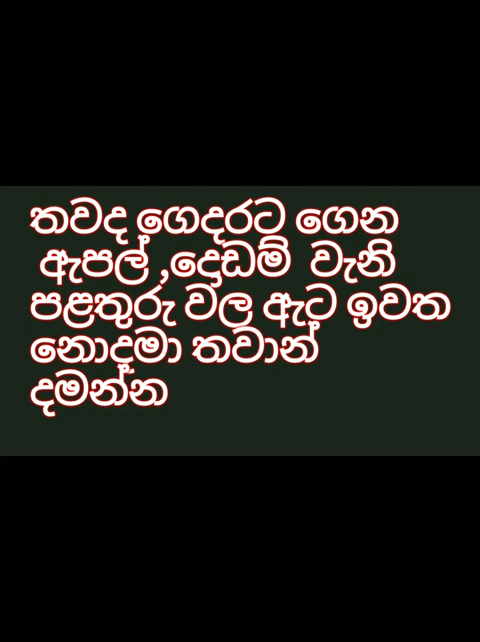 තවද ගෙදරට ගෙන
ඇපල් ,දොඩම් වැනි
පළතුරු වල ඇට ඉවත
නොදමා තවාන්
දමන්න